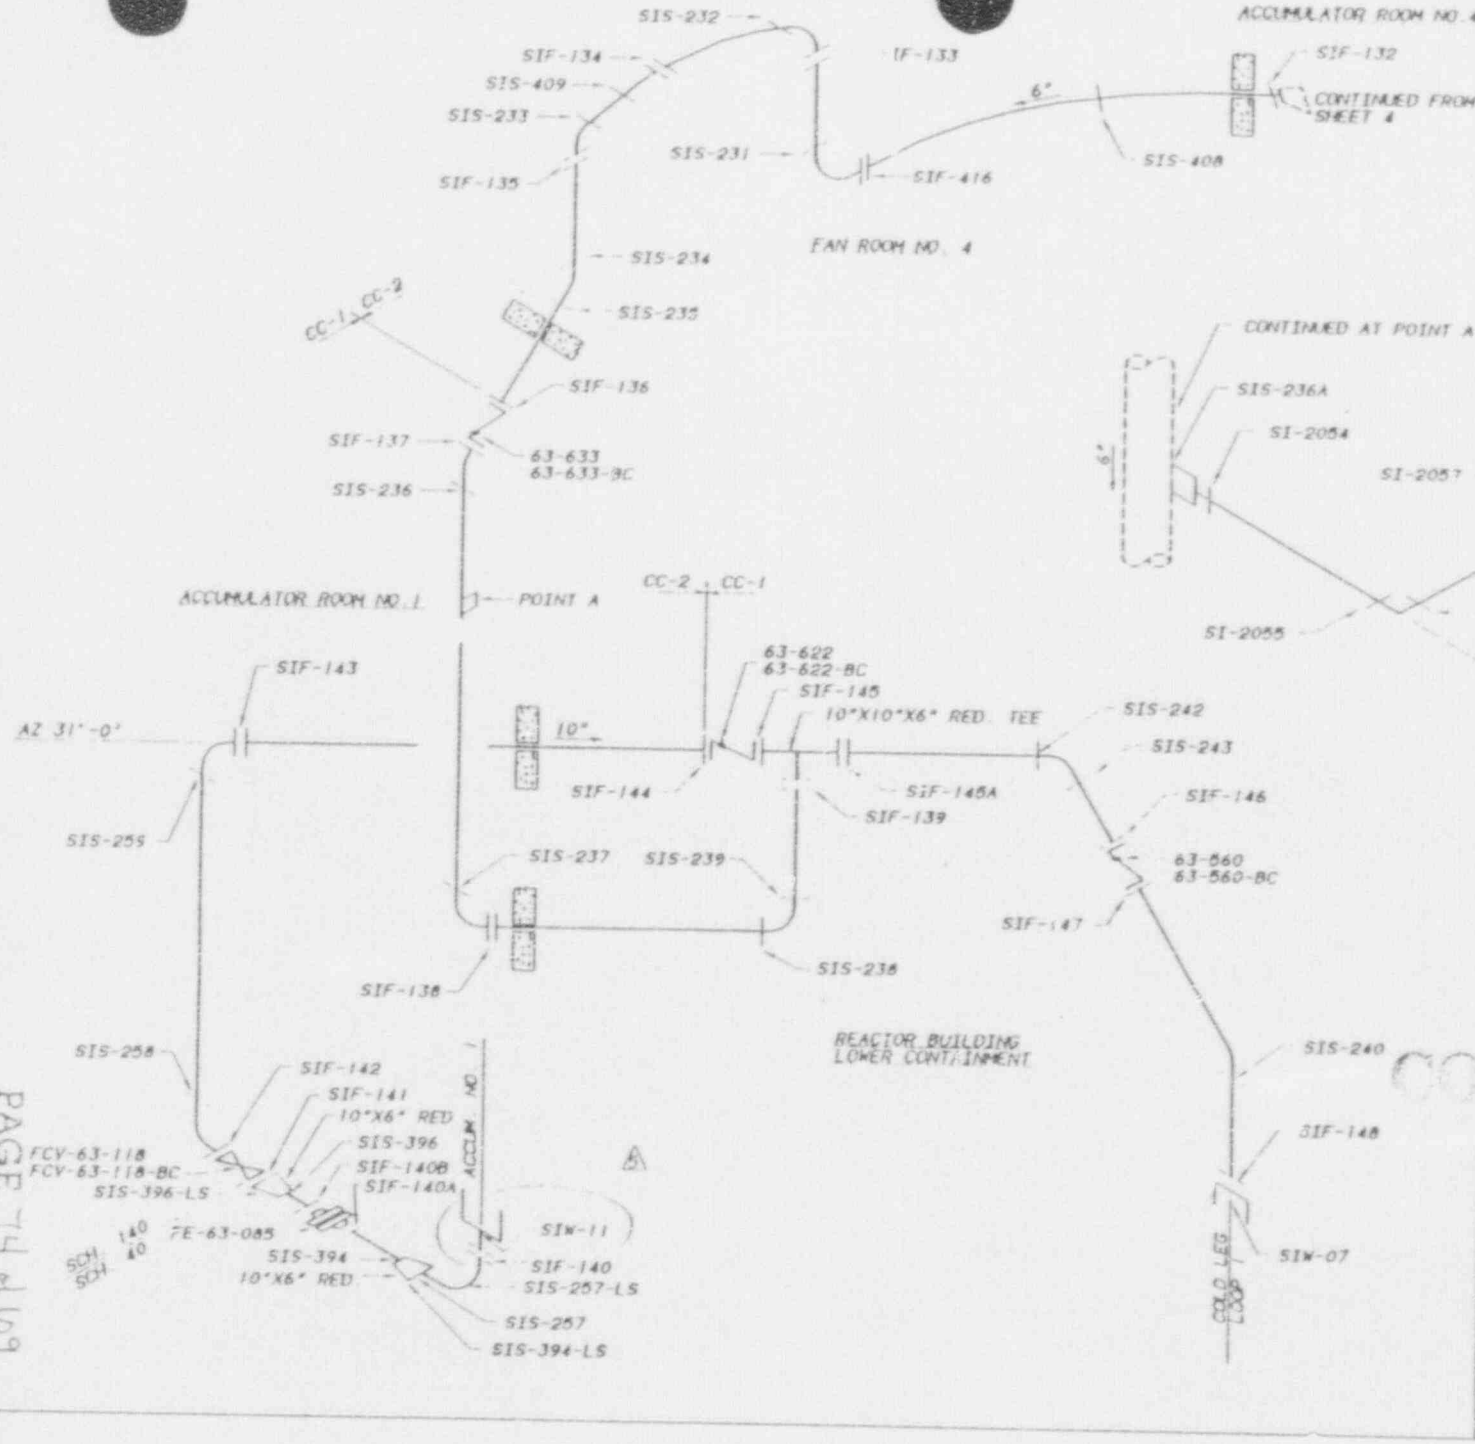 ACCUMULATOR ROOM NO.
SIS-232
SIF-134
IF-133
SIF-132
SIS-409
6"
CONTINUED FROM
SHEET 4
SIS-233
SIS-231
SIS-408
SIF-135
SIF-416
FAN ROOM NO. 4
SIS-234
CC-1
CC-2
SIS-235
CONTINUED AT POINT A
SIF-136
SIS-236A
SIF-137
63-633
63-633-BC
SI-2054
6"
SIS-236
SI-2057
ACCUMULATOR ROOM NO.1
POINT A
CC-2
CC-1
SI-2055
63-622
63-622-BC
SIF-143
SIF-145
10"X10"X6" RED. TEE
SIS-242
AZ 31°-0'
10"
SIS-243
SIF-144
SIF-145A
SIF-146
SIF-139
SIS-259
SIS-237
SIS-239
63-560
63-560-BC
SIF-147
SIS-238
SIF-138
REACTOR BUILDING
LOWER CONTAINMENT
SIS-258
SIS-240
SIF-142
SIF-141
10"X6" RED
SIS-396
SIF-140B
SIF-140A
ACCUM. NO 1
FCV-63-118
FCV-63-118-BC
SIS-396-LS
SIF-148
5
SCH 140
SCH 40
FE-63-085
SIW-11
SIS-394
10"X6" RED
SIF-140
SIS-257-LS
SIW-07
COLD LEG
LOOP 1
SIS-257
SIS-394-LS
PAGE 74 of 109